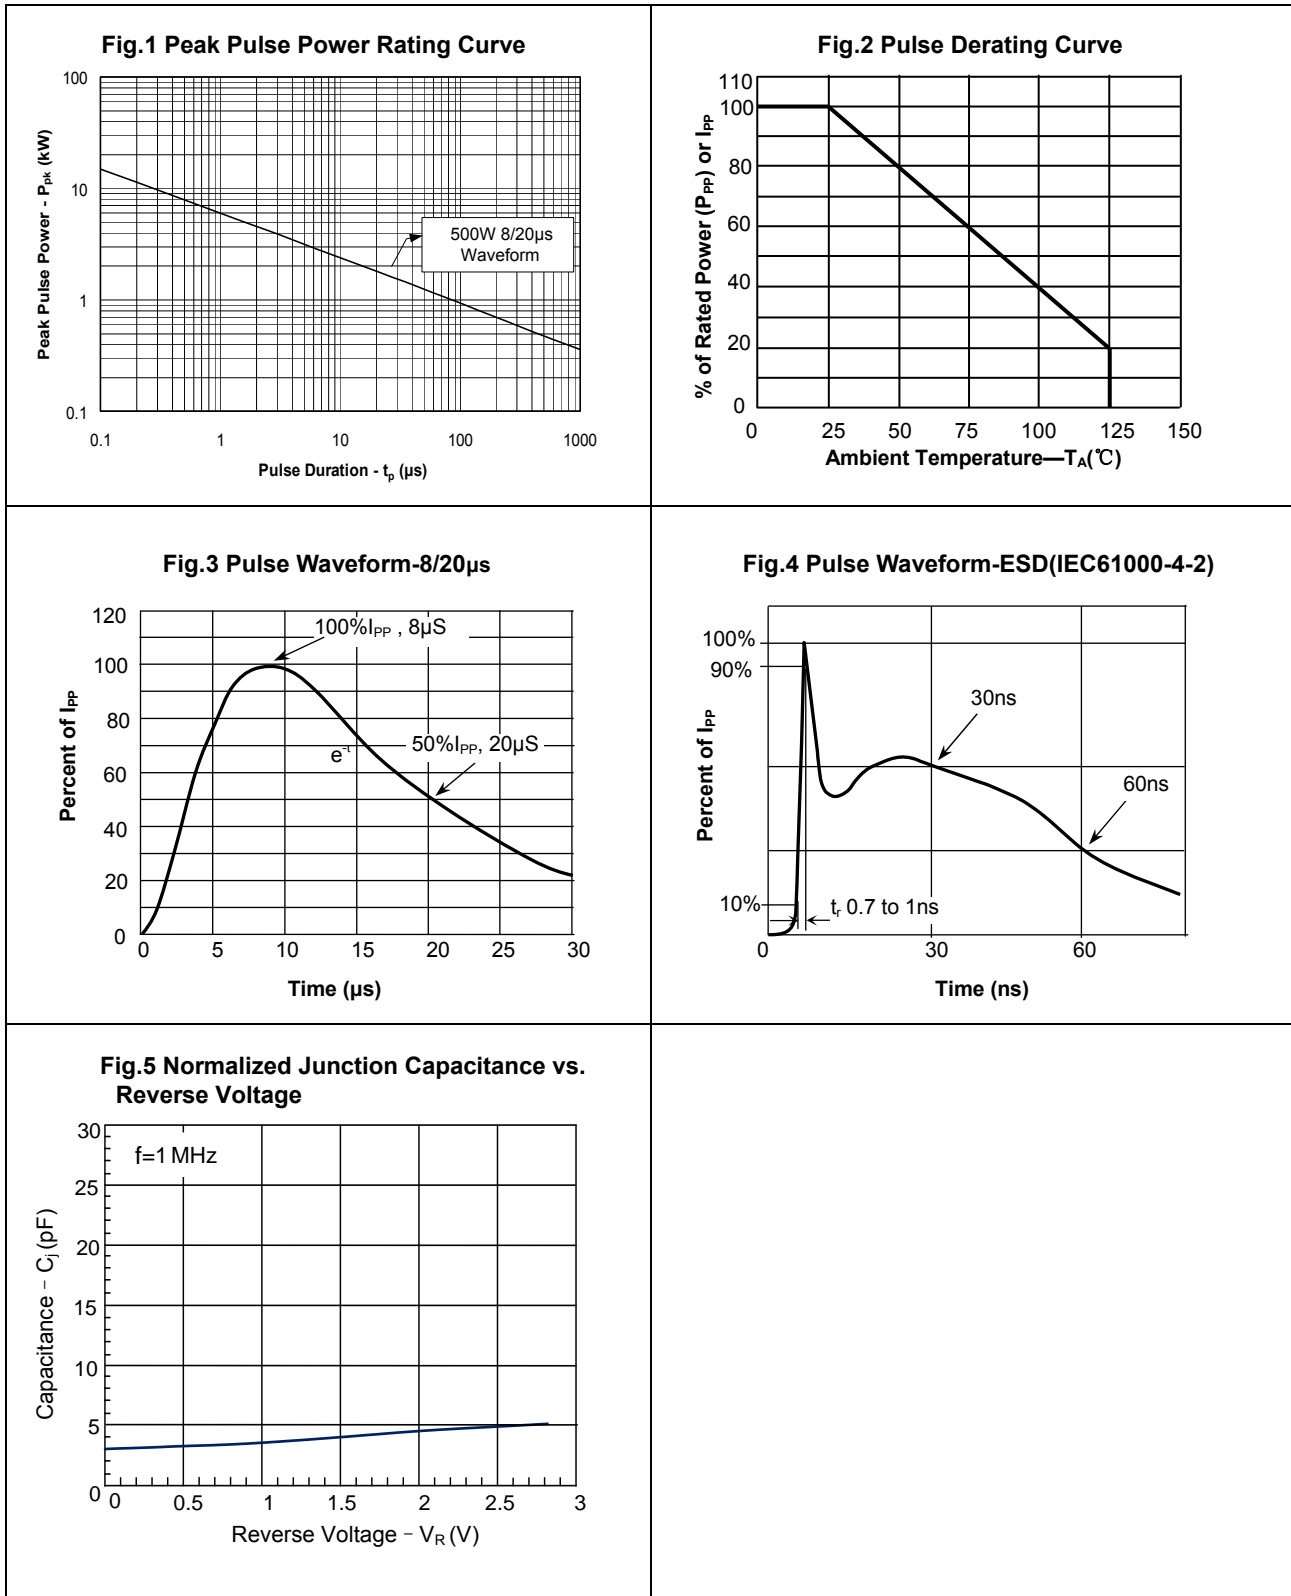 Fig.1 Peak Pulse Power Rating Curve
100
10
1
0.1
Peak Pulse Power - Ppk (kW)
500W 8/20µs
Waveform
0.1 1 10 100 1000
Pulse Duration - tp (µs)
Fig.2 Pulse Derating Curve
110
100
80
60
40
20
0
% of Rated Power (PPP) or IPP
0 25 50 75 100 125 150
Ambient Temperature—TA(℃)
Fig.3 Pulse Waveform-8/20µs
120
100
80
60
40
20
0
Percent of IPP
100%IPP , 8µS
e-t
50%IPP, 20µS
0 5 10 15 20 25 30
Time (µs)
Fig.4 Pulse Waveform-ESD(IEC61000-4-2)
100%
90%
10%
Percent of IPP
30ns
60ns
tr 0.7 to 1ns
0 30 60
Time (ns)
Fig.5 Normalized Junction Capacitance vs.
Reverse Voltage
30
25
20
15
10
5
0
Capacitance - Cj (pF)
f=1 MHz
0 0.5 1 1.5 2 2.5 3
Reverse Voltage - VR (V)